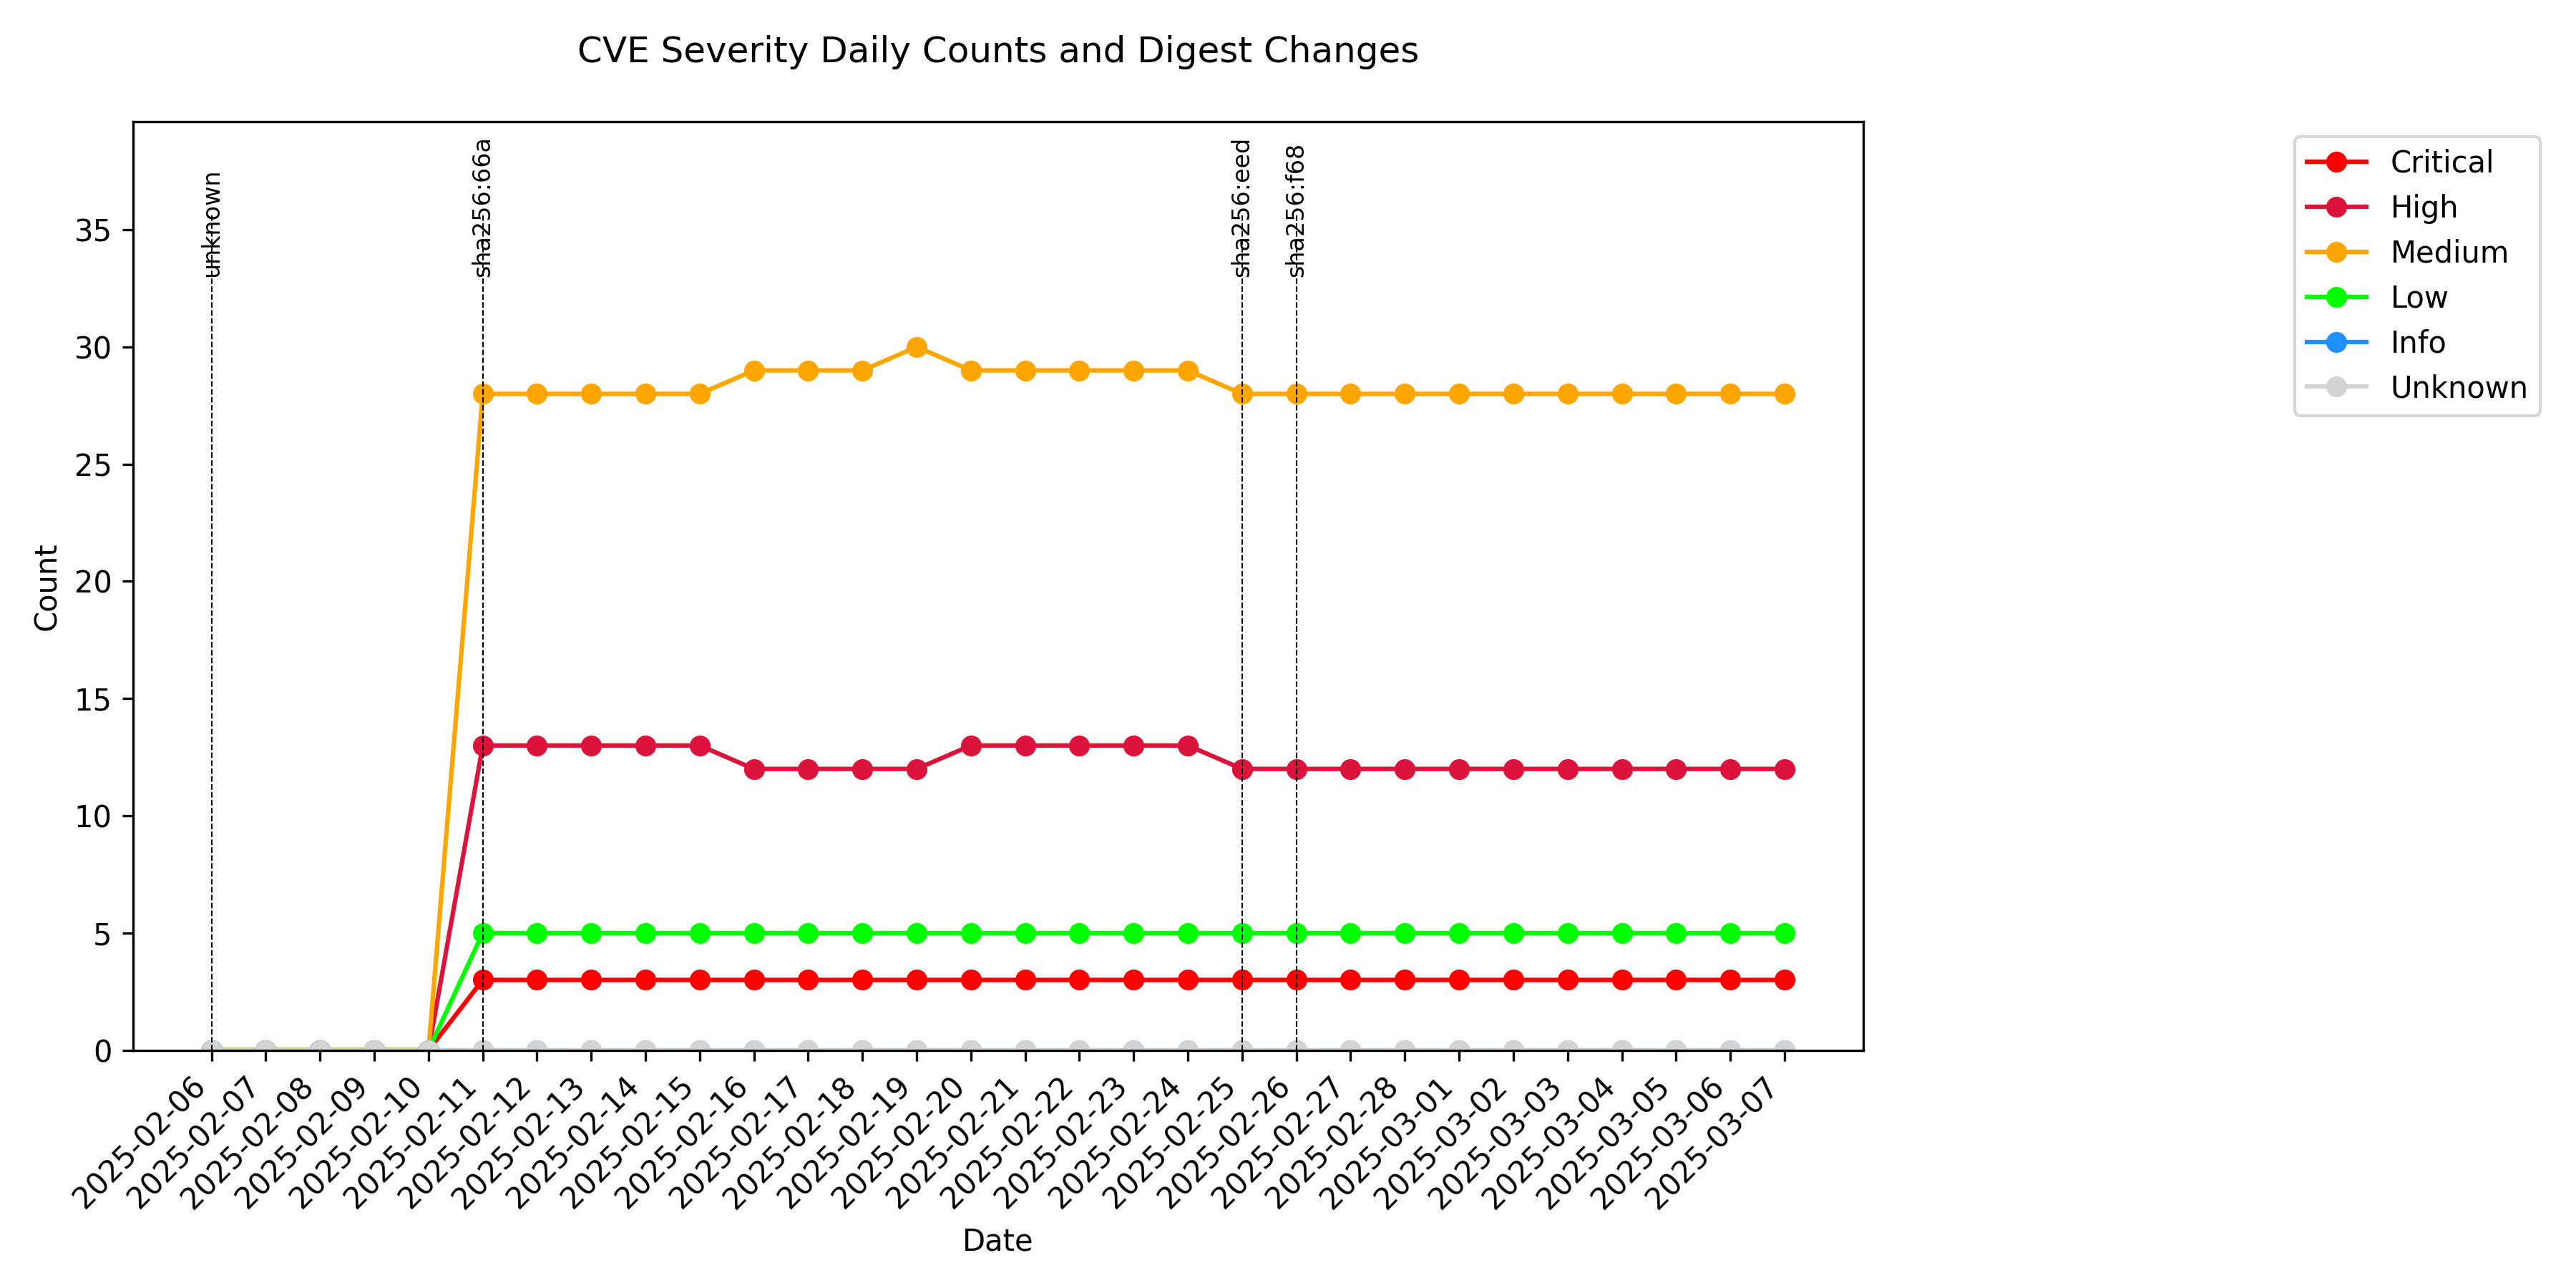 CVE Severity Daily Counts and Digest Changes
unknown
sha256:66a
sha256:eed
sha256:f68
Critical
High
Medium
Low
Info
Unknown
35
30
25
20
15
10
5
0
Count
2025-02-06
2025-02-07
2025-02-08
2025-02-09
2025-02-10
2025-02-11
2025-02-12
2025-02-13
2025-02-14
2025-02-15
2025-02-16
2025-02-17
2025-02-18
2025-02-19
2025-02-20
2025-02-21
2025-02-22
2025-02-23
2025-02-24
2025-02-25
2025-02-26
2025-02-27
2025-02-28
2025-03-01
2025-03-02
2025-03-03
2025-03-04
2025-03-05
2025-03-06
2025-03-07
Date